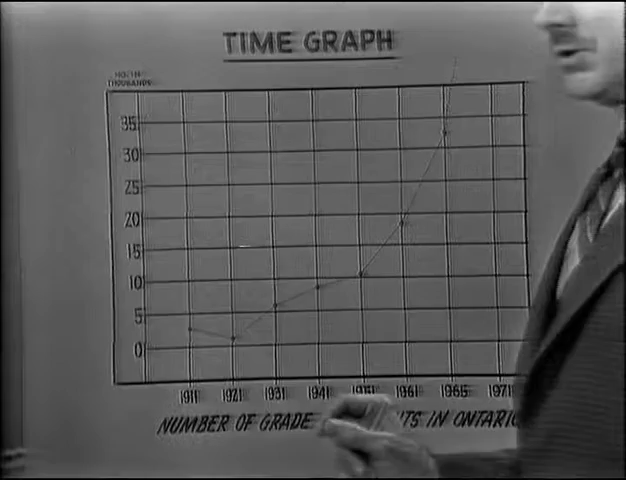 TIME GRAPH
NO. IN
THOUSANDS
35
30
25
20
15
10
5
0
1911 1921 1931 1941 1951 1961 1965 1971
NUMBER OF GRADE TS IN ONTARIO